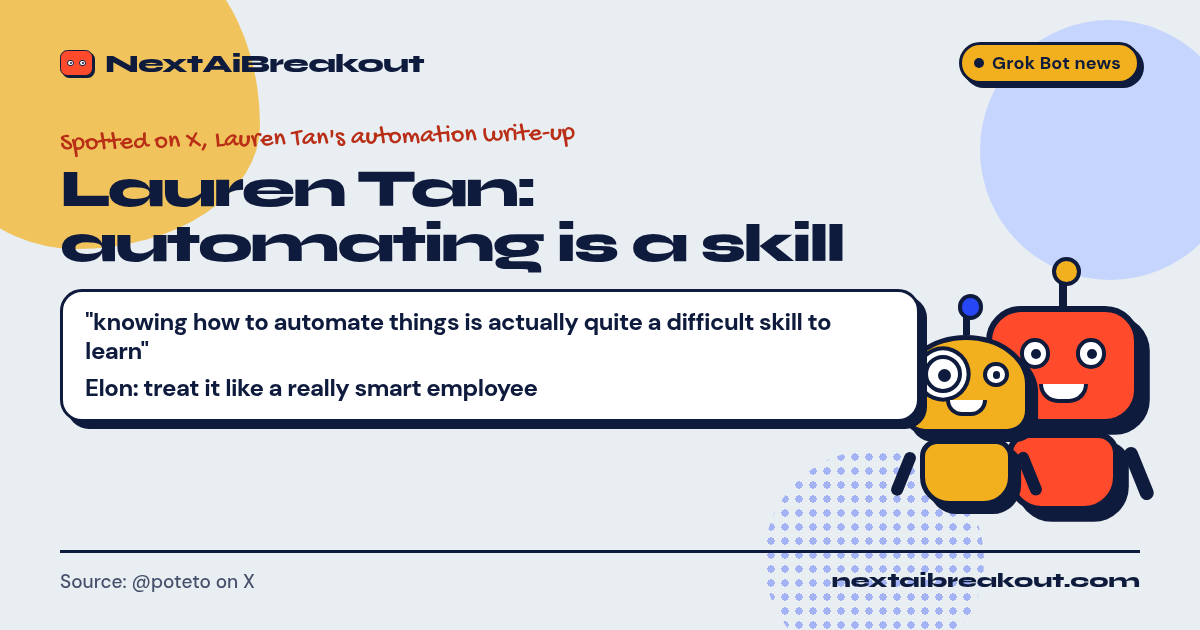 NextAiBreakout
Grok Bot news
Spotted on X, Lauren Tan's automation write-up
Lauren Tan:
automating is a skill
"knowing how to automate things is actually quite a difficult skill to
learn"
Elon: treat it like a really smart employee
Source: @poteto on X
nextaibreakout.com